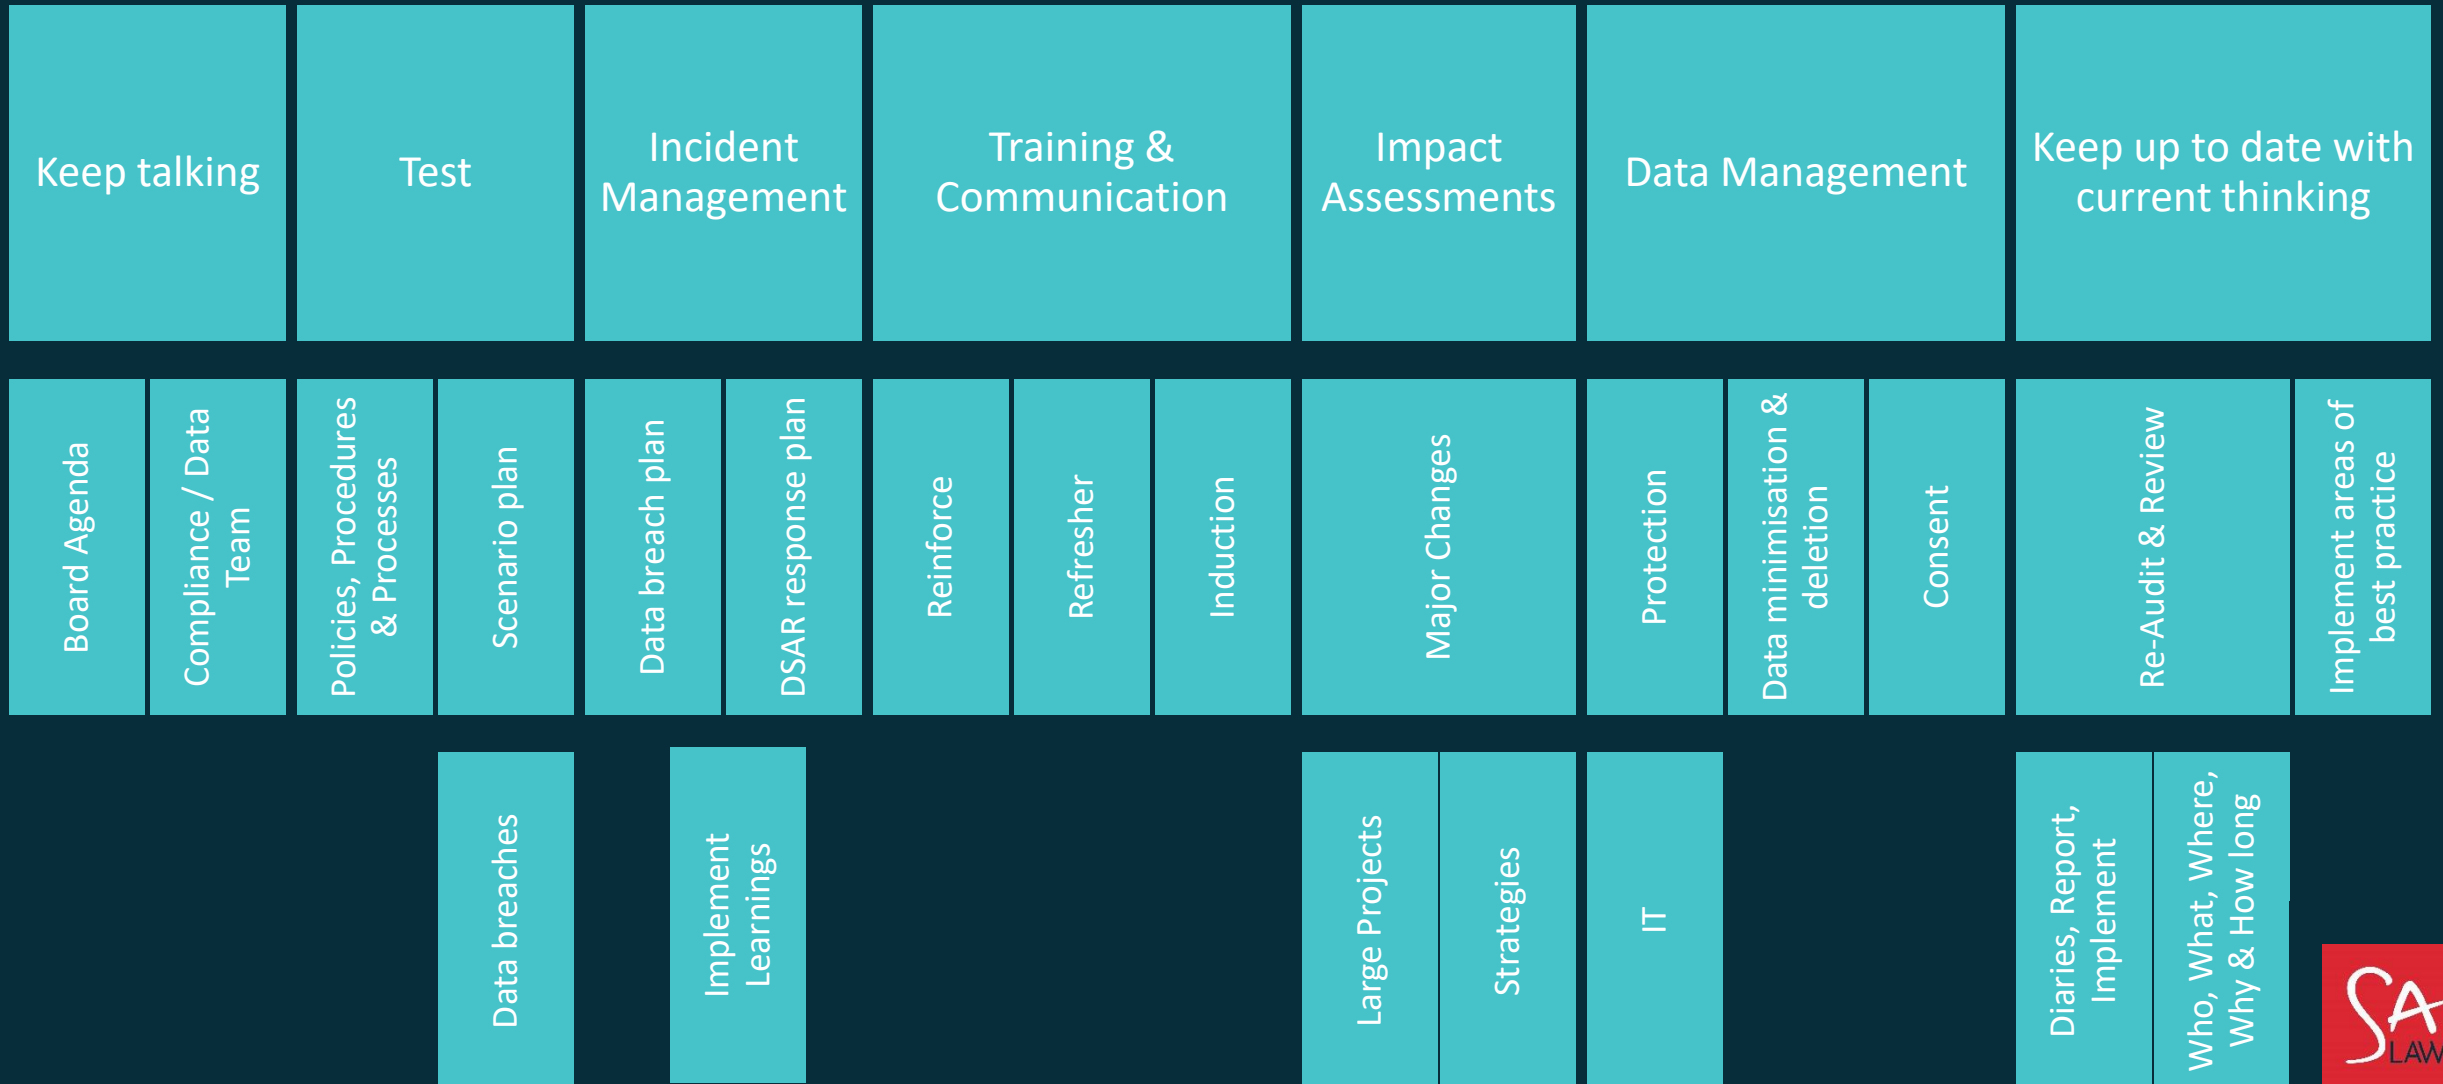 Keep talking
Test
Incident
Management
Training &
Communication
Impact
Assessments
Data Management
Keep up to date with
current thinking
Board Agenda
Compliance / Data
Team
Policies, Procedures
& Processes
Scenario plan
Data breach plan
DSAR response plan
Reinforce
Refresher
Induction
Major Changes
Protection
Data minimisation &
deletion
Consent
Re-Audit & Review
Implement areas of
best practice
Data breaches
Implement
Learnings
Large Projects
Strategies
IT
Diaries, Report,
Implement
Who, What, Where,
Why & How long
SA
LAW